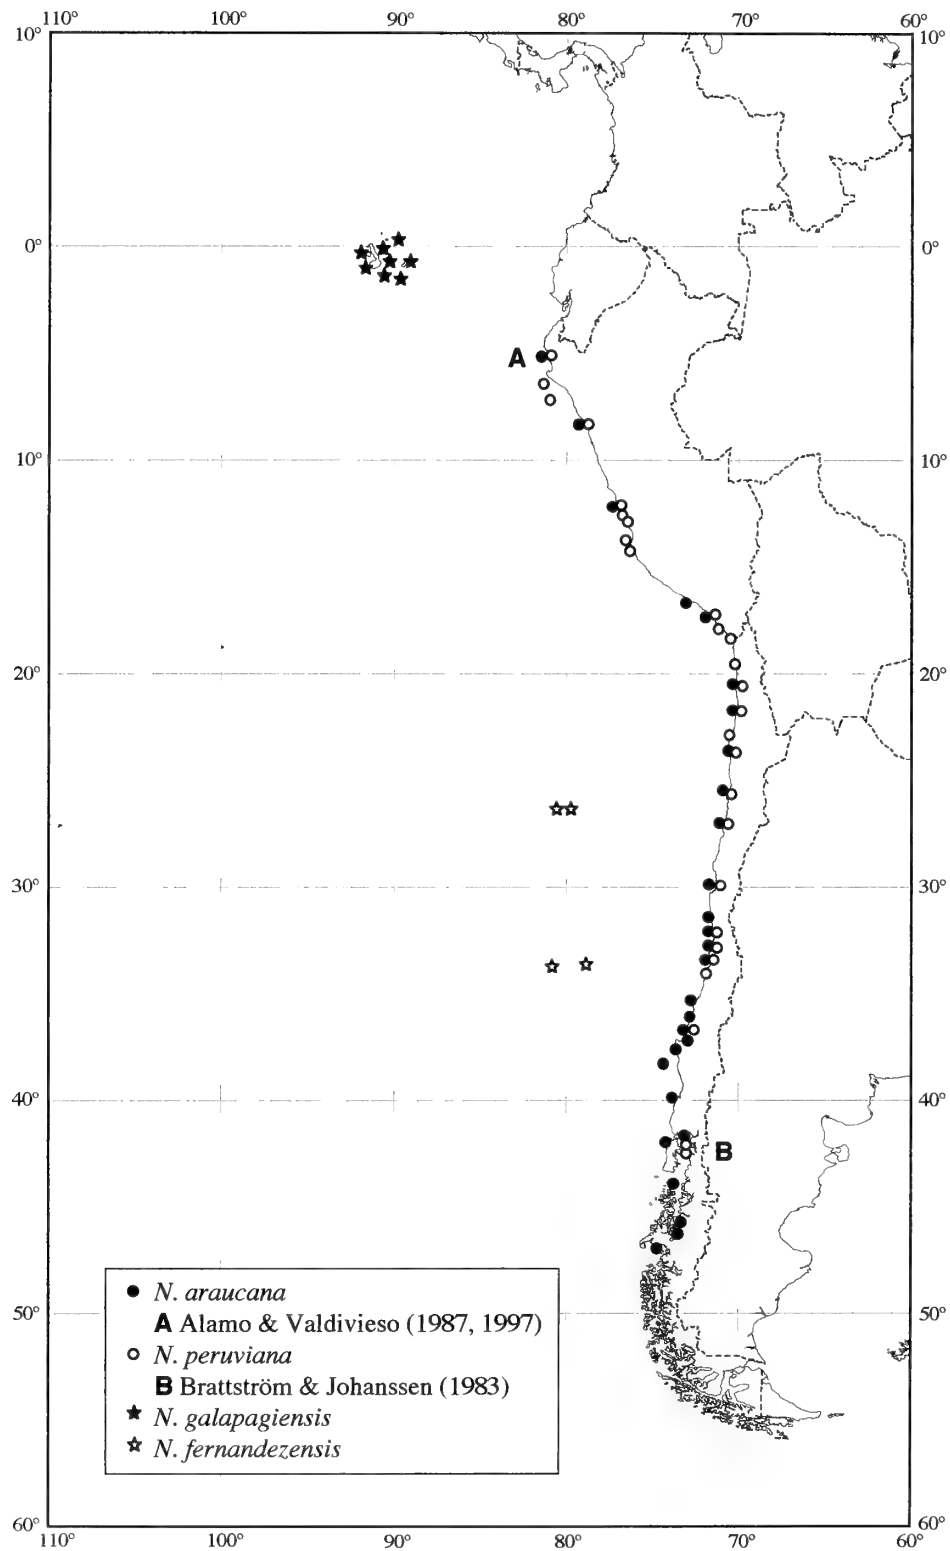 110° 100° 90° 80° 70° 60°
10° 10°
0° 0°
A
10° 10°
20° 20°
30° 30°
40° 40°
B
N. araucana
50° 50°
A Alamo & Valdivieso (1987, 1997)
N. peruviana
B Brattström & Johanssen (1983)
N. galapagiensis
N. fernandezensis
60° 60°
110° 100° 90° 80° 70° 60°